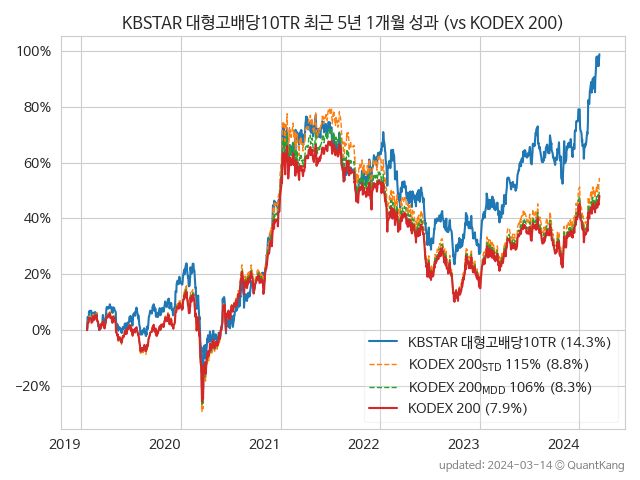 KBSTAR 대형고배당10TR 최근 5년 1개월 성과 (vs KODEX 200)
100%
80%
60%
40%
20%
0%
−20%
KBSTAR 대형고배당10TR (14.3%)
KODEX 200STD 115% (8.8%)
KODEX 200MDD 106% (8.3%)
KODEX 200 (7.9%)
2019 2020 2021 2022 2023 2024
updated: 2024-03-14 © QuantKang